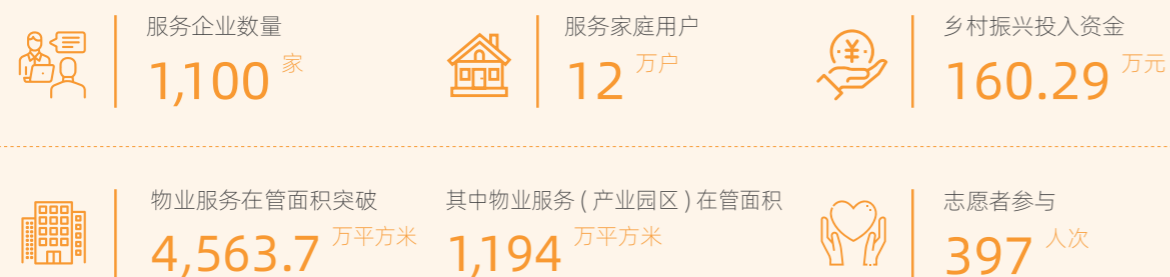 服务企业数量
1,100 家
服务家庭用户
12 万户
乡村振兴投入资金
160.29 万元
物业服务在管面积突破
4,563.7 万平方米
其中物业服务 ( 产业园区 ) 在管面积
1,194 万平方米
志愿者参与
397 人次